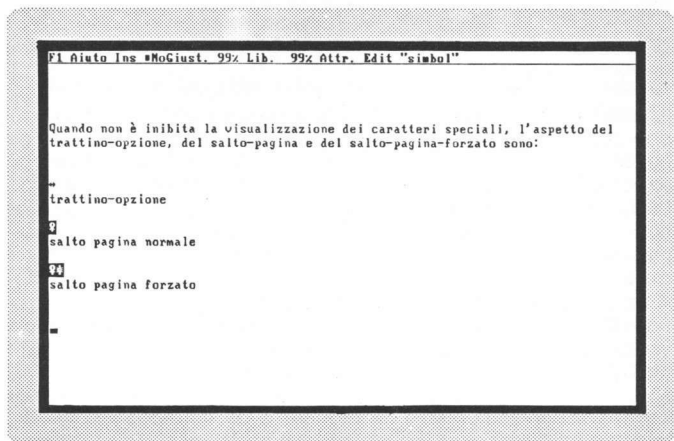 F1 Aiuto Ins *NoGiust. 99% Lib. 99% Attr. Edit "simbol"
Quando non è inibita la visualizzazione dei caratteri speciali, l'aspetto del
trattino-opzione, del salto-pagina e del salto-pagina-forzato sono:
↔
trattino-opzione
♀
salto pagina normale
♀♦
salto pagina forzato